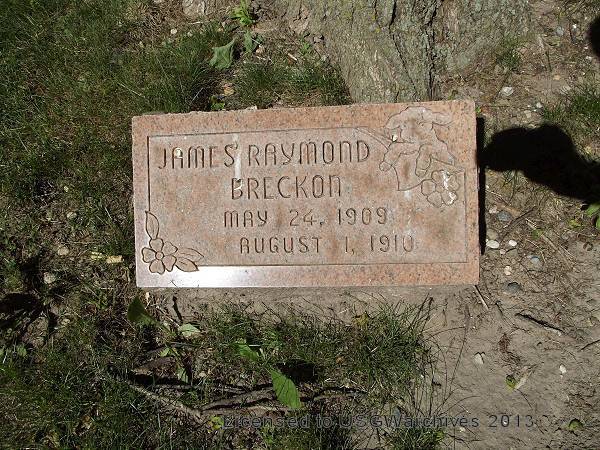 JAMES RAYMOND
BRECKON
MAY 24, 1909
AUGUST 1, 1910
Licensed to USGWarchives 2013